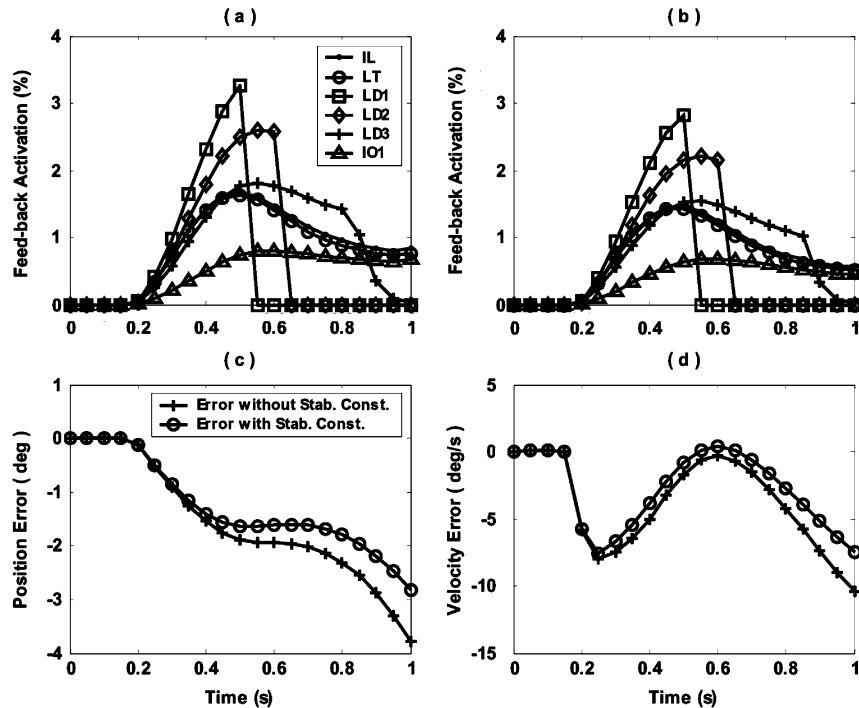 ( a )
Feed-back Activation (%)
4
3
2
1
0
0
0.2
0.4
0.6
0.8
1
IL
LT
LD1
LD2
LD3
IO1
( b )
Feed-back Activation (%)
4
3
2
1
0
0
0.2
0.4
0.6
0.8
1
( c )
Position Error ( deg )
1
0
-1
-2
-3
-4
0
0.2
0.4
0.6
0.8
1
Time (s)
Error without Stab. Const.
Error with Stab. Const.
( d )
Velocity Error ( deg/s )
5
0
-5
-10
-15
0
0.2
0.4
0.6
0.8
1
Time (s)